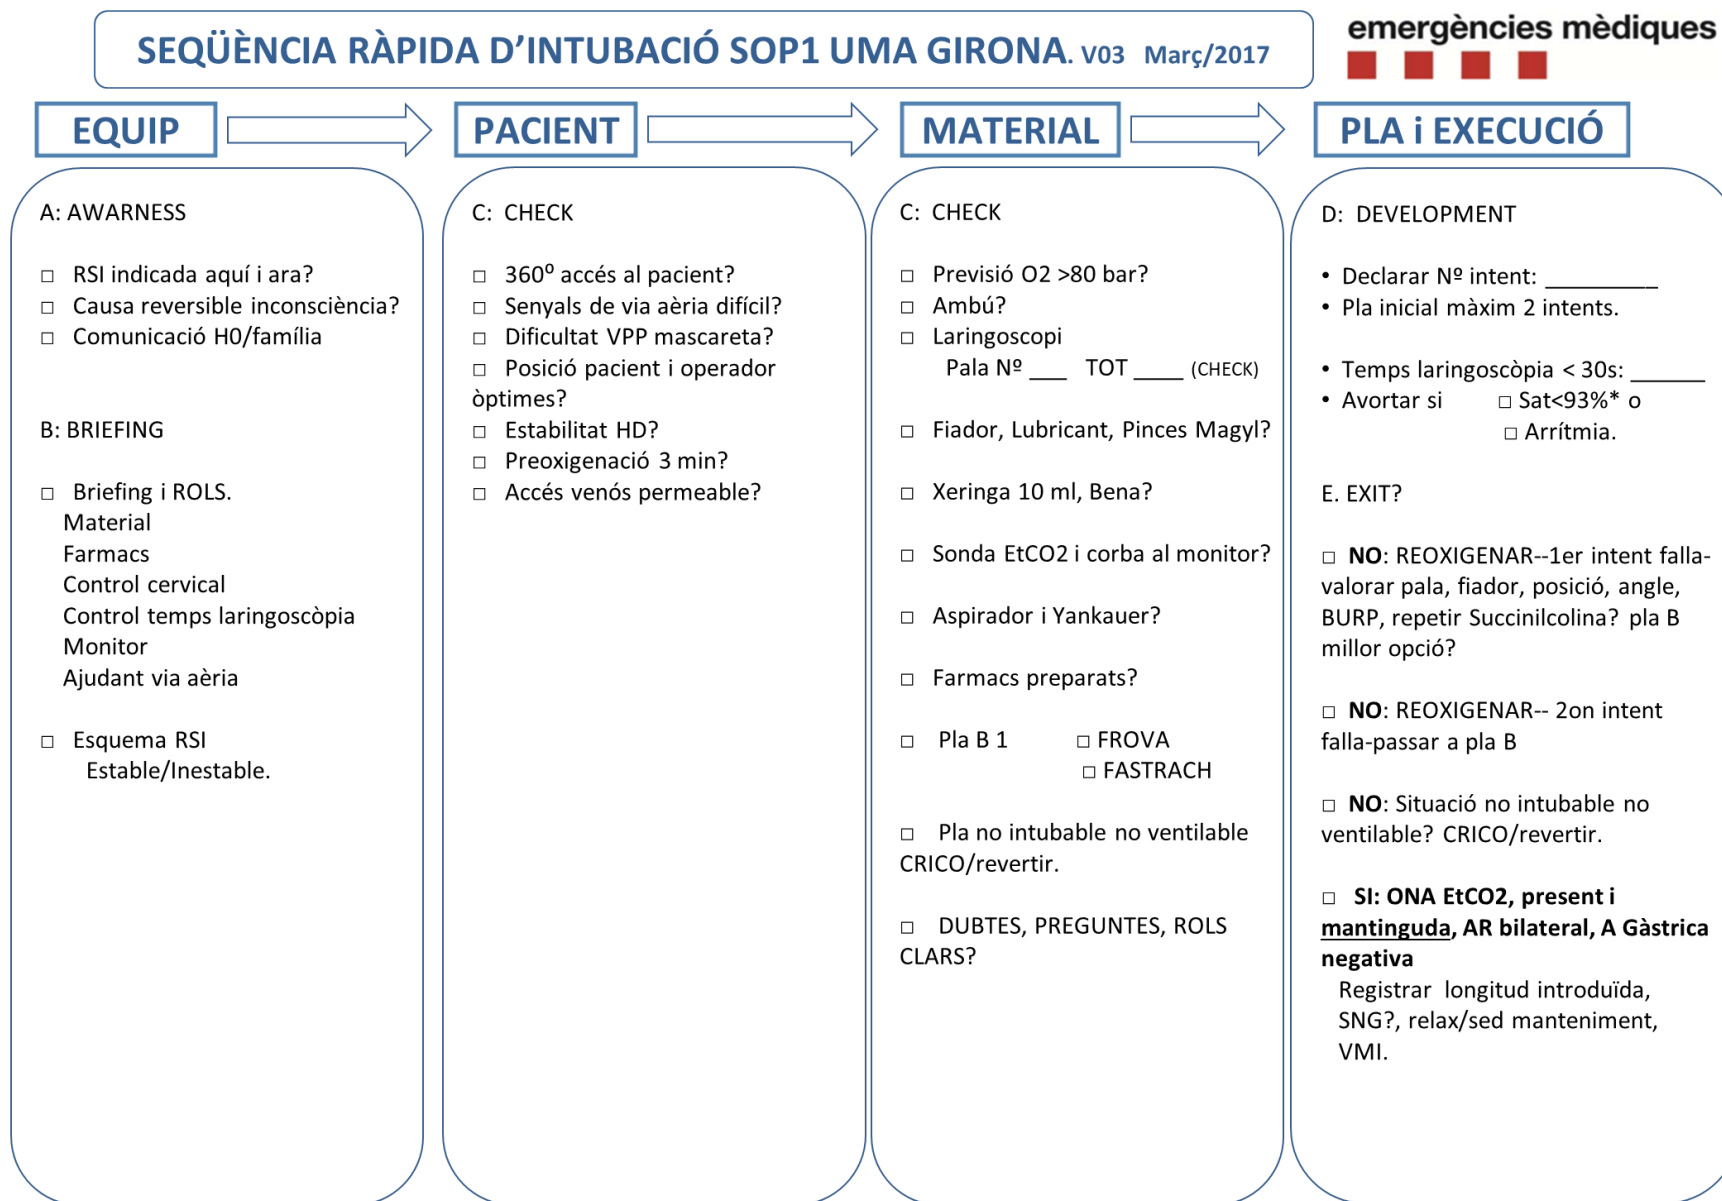 SEQÜÈNCIA RÀPIDA D'INTUBACIÓ SOP1 UMA GIRONA. V03 Març/2017
emergències mèdiques
EQUIP
PACIENT
MATERIAL
PLA i EXECUCIÓ
A: AWARNESS
□ RSI indicada aquí i ara?
□ Causa reversible inconsciència?
□ Comunicació H0/família
B: BRIEFING
□ Briefing i ROLS.
Material
Farmacs
Control cervical
Control temps laringoscòpia
Monitor
Ajudant via aèria
□ Esquema RSI
Estable/Inestable.
C: CHECK
□ 360º accés al pacient?
□ Senyals de via aèria difícil?
□ Dificultat VPP mascareta?
□ Posició pacient i operador
òptimes?
□ Estabilitat HD?
□ Preoxigenació 3 min?
□ Accés venós permeable?
C: CHECK
□ Previsió O2 >80 bar?
□ Ambú?
□ Laringoscopi
Pala Nº ___ TOT ____ (CHECK)
□ Fiador, Lubricant, Pinces Magyl?
□ Xeringa 10 ml, Bena?
□ Sonda EtCO2 i corba al monitor?
□ Aspirador i Yankauer?
□ Farmacs preparats?
□ Pla B 1 □ FROVA
□ FASTRACH
□ Pla no intubable no ventilable
CRICO/revertir.
□ DUBTES, PREGUNTES, ROLS
CLARS?
D: DEVELOPMENT
• Declarar Nº intent: _________
• Pla inicial màxim 2 intents.
• Temps laringoscòpia < 30s: ______
• Avortar si □ Sat<93%* o
□ Arrítmia.
E. EXIT?
□ NO: REOXIGENAR--1er intent falla-
valorar pala, fiador, posició, angle,
BURP, repetir Succinilcolina? pla B
millor opció?
□ NO: REOXIGENAR-- 2on intent
falla-passar a pla B
□ NO: Situació no intubable no
ventilable? CRICO/revertir.
□ SI: ONA EtCO2, present i
mantinguda, AR bilateral, A Gàstrica
negativa
Registrar longitud introduïda,
SNG?, relax/sed manteniment,
VMI.